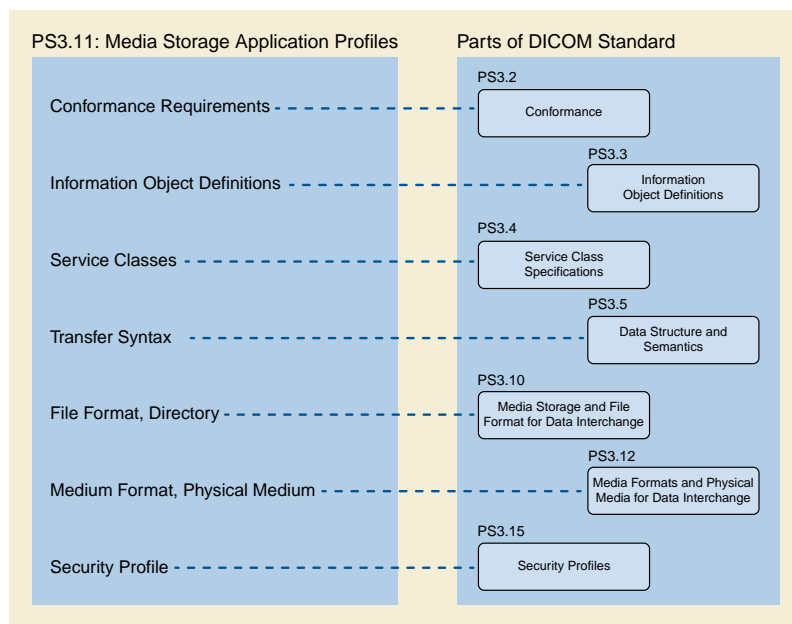 PS3.11: Media Storage Application Profiles
Parts of DICOM Standard
PS3.2
Conformance Requirements
Conformance
PS3.3
Information Object Definitions
Information
Object Definitions
PS3.4
Service Classes
Service Class
Specifications
PS3.5
Transfer Syntax
Data Structure and
Semantics
PS3.10
File Format, Directory
Media Storage and File
Format for Data Interchange
PS3.12
Medium Format, Physical Medium
Media Formats and Physical
Media for Data Interchange
PS3.15
Security Profile
Security Profiles